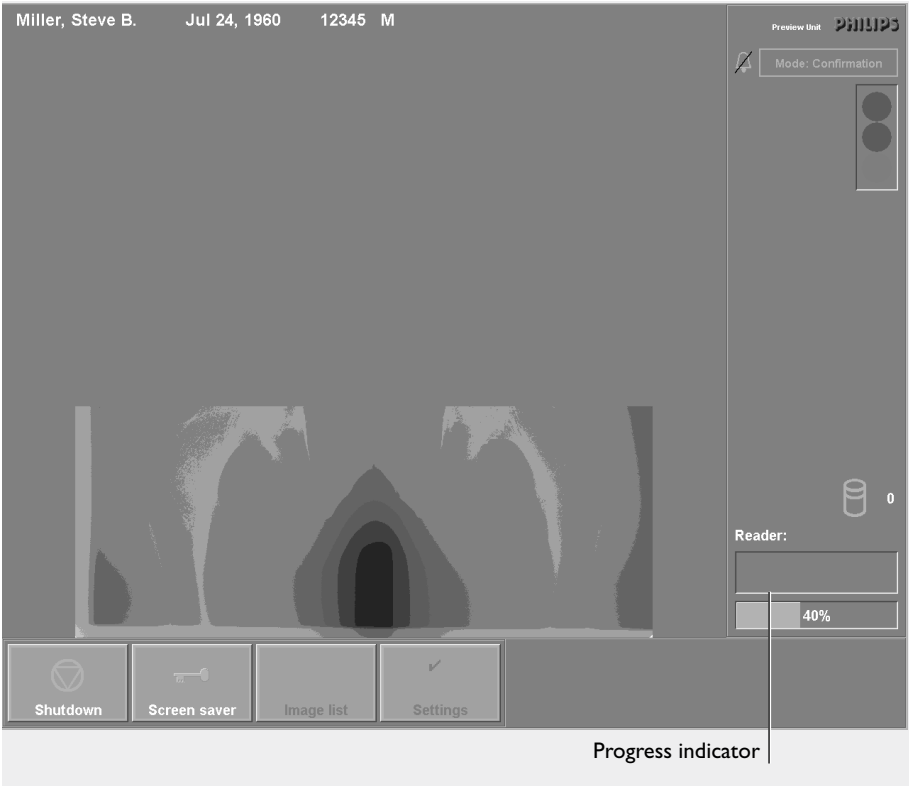 Miller, Steve B. Jul 24, 1960 12345 M
Preview Unit PHILIPS
Mode: Confirmation
0
Reader:
40%
Shutdown Screen saver Image list Settings
Progress indicator